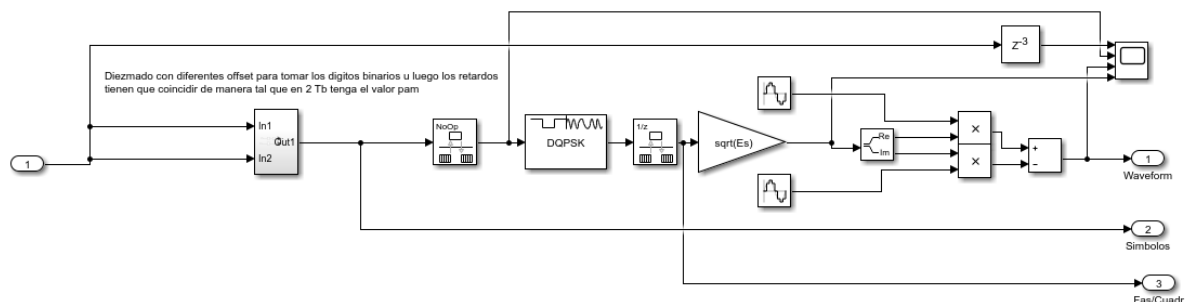 Z-3
Diezmado con diferentes offset para tomar los digitos binarios u luego los retardos
tienen que coincidir de manera tal que en 2 Tb tenga el valor pam
In1
Out1
In2
NoOp
DQPSK
1/z
sqrt(Es)
Re
Im
×
×
+
−
1
1
Waveform
2
Simbolos
3
Fas/Cuadr